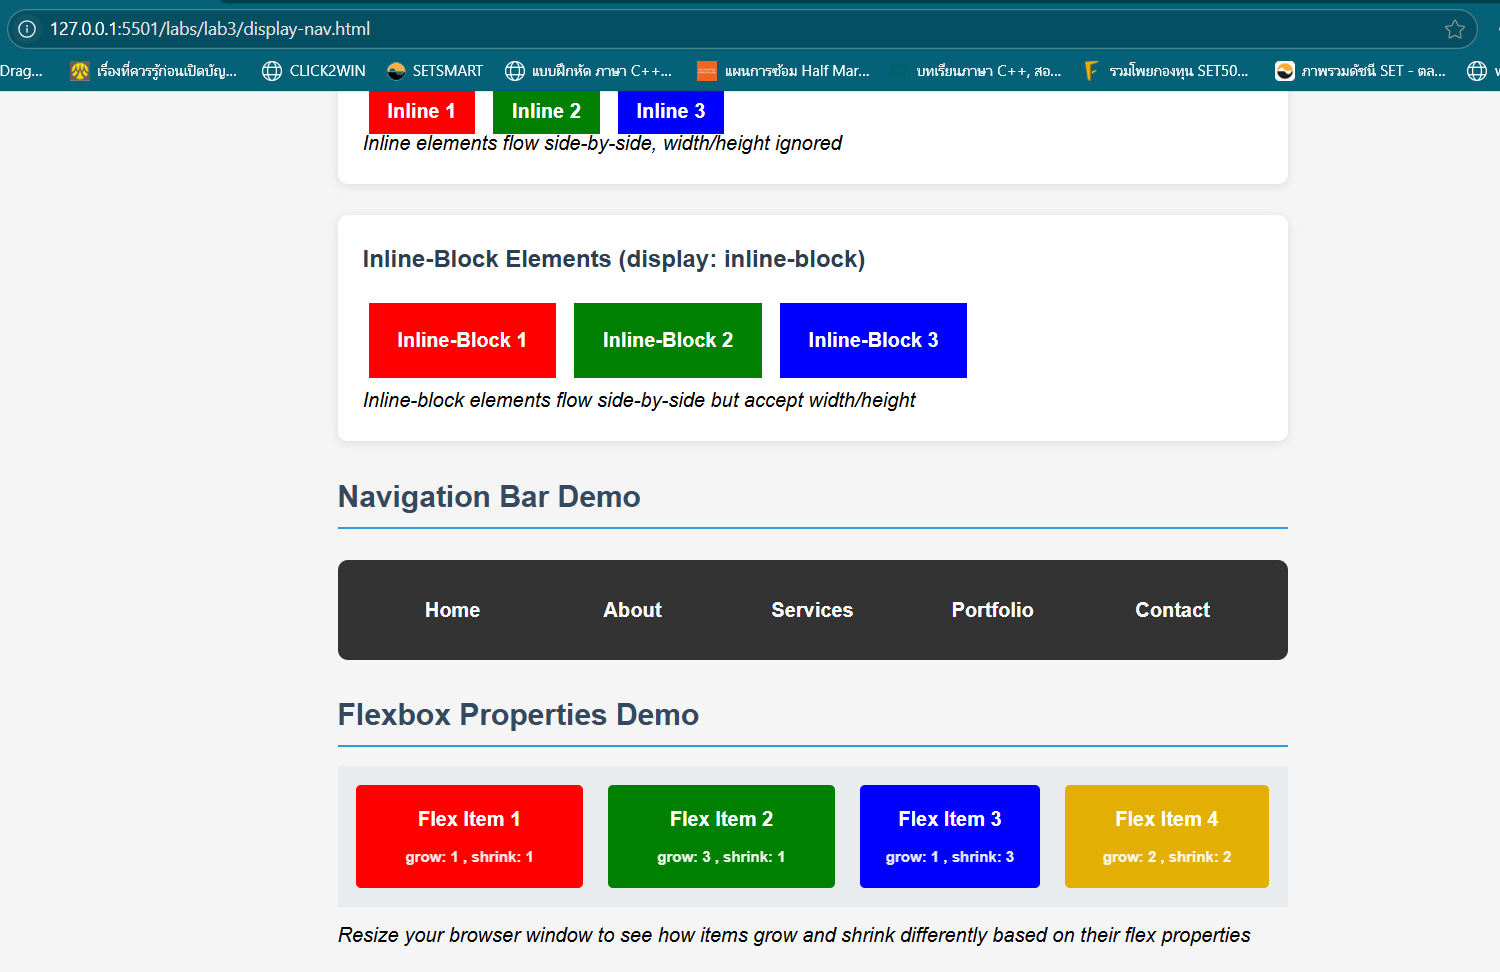 127.0.0.1:5501/labs/lab3/display-nav.html
Drag... เรื่องที่ควรรู้ก่อนเปิดบัญ... CLICK2WIN SETSMART แบบฝึกหัด ภาษา C++... แผนการซ้อม Half Mar... บทเรียนภาษา C++, สอ... รวมโพยกองทุน SET50... ภาพรวมดัชนี SET - ตล...
Inline 1 Inline 2 Inline 3
Inline elements flow side-by-side, width/height ignored
Inline-Block Elements (display: inline-block)
Inline-Block 1 Inline-Block 2 Inline-Block 3
Inline-block elements flow side-by-side but accept width/height
Navigation Bar Demo
Home About Services Portfolio Contact
Flexbox Properties Demo
Flex Item 1 Flex Item 2 Flex Item 3 Flex Item 4
grow: 1 , shrink: 1 grow: 3 , shrink: 1 grow: 1 , shrink: 3 grow: 2 , shrink: 2
Resize your browser window to see how items grow and shrink differently based on their flex properties